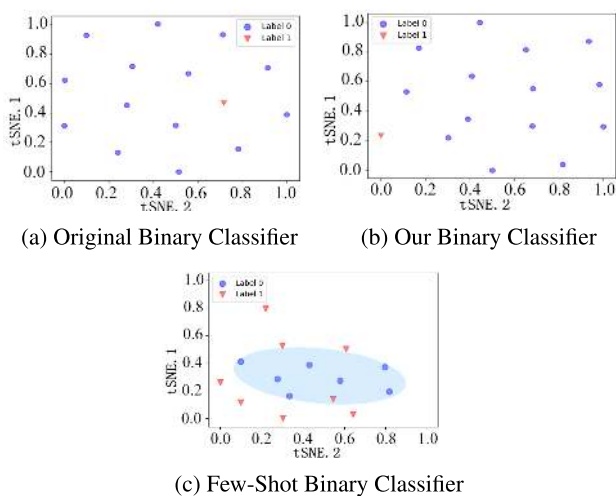 1.0
0.8
0.6
0.4
0.2
0.0
tSNE. 1
Label 0
Label 1
0.0 0.2 0.4 0.6 0.8 1.0
tSNE. 2
(a) Original Binary Classifier
1.0
0.8
0.6
0.4
0.2
0.0
tSNE. 1
Label 0
Label 1
0.0 0.2 0.4 0.6 0.8 1.0
tSNE. 2
(b) Our Binary Classifier
1.0
0.8
0.6
0.4
0.2
0.0
tSNE. 1
Label 0
Label 1
0.0 0.2 0.4 0.6 0.8 1.0
tSNE. 2
(c) Few-Shot Binary Classifier